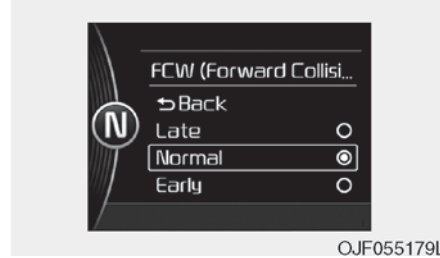 FCW (Forward Collisi...
Back
N
Late
Normal
Early
OJF055179L